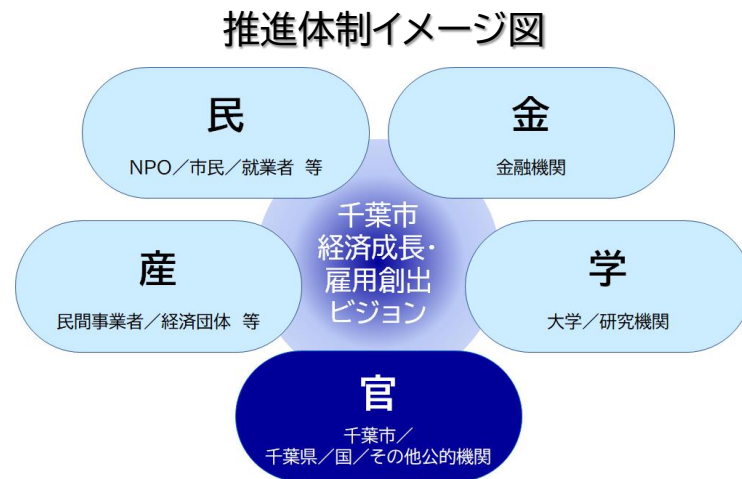 推進体制イメージ図
民
NPO／市民／就業者 等
金
金融機関
千葉市
経済成長・
雇用創出
ビジョン
産
民間事業者／経済団体 等
学
大学／研究機関
官
千葉市／
千葉県／国／その他公的機関